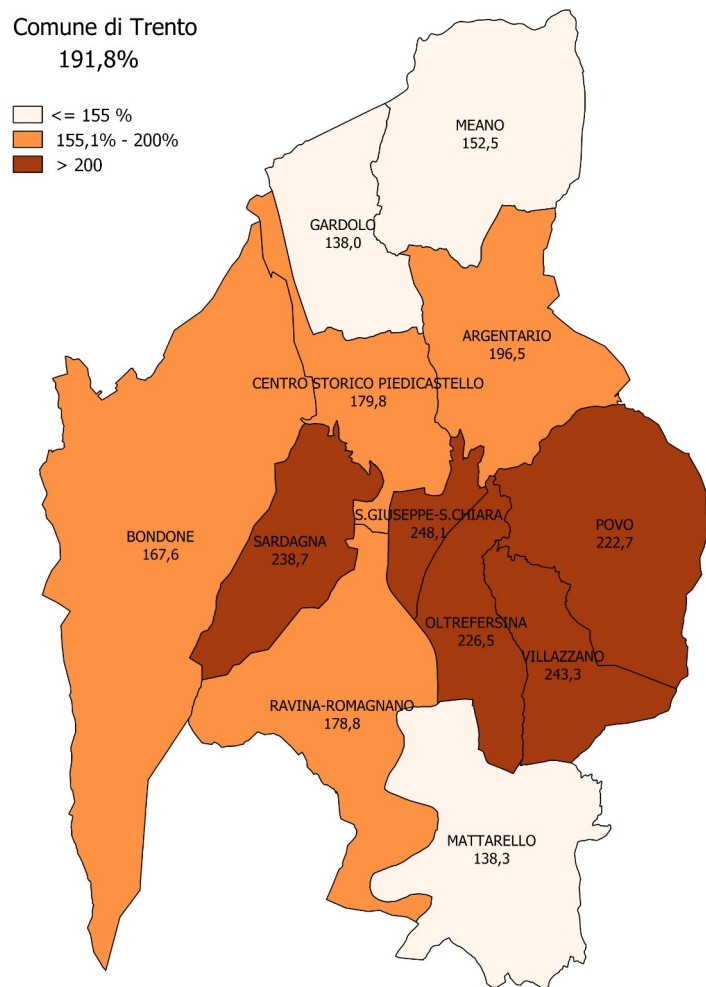 Comune di Trento
191,8%
<= 155 %
155,1% - 200%
> 200
MEANO
152,5
GARDOLO
138,0
ARGENTARIO
196,5
CENTRO STORICO PIEDICASTELLO
179,8
S.GIUSEPPE-S.CHIARA
248,1
POVO
222,7
BONDONE
167,6
SARDAGNA
238,7
OLTREFERSINA
226,5
VILLAZZANO
243,3
RAVINA-ROMAGNANO
178,8
MATTARELLO
138,3